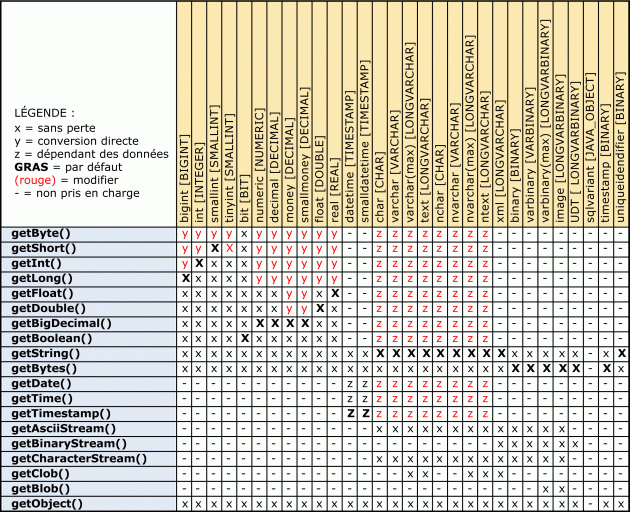 LÉGENDE :
x = sans perte
y = conversion directe
z = dépendant des données
GRAS = par défaut
(rouge) = modifier
- = non pris en charge
bigint [BIGINT]
int [INTEGER]
smallint [SMALLINT]
tinyint [SMALLINT]
bit [BIT]
numeric [NUMERIC]
decimal [DECIMAL]
money [DECIMAL]
smallmoney [DECIMAL]
float [DOUBLE]
real [REAL]
datetime [TIMESTAMP]
smalldatetime [TIMESTAMP]
char [CHAR]
varchar [VARCHAR]
varchar(max) [LONGVARCHAR]
text [LONGVARCHAR]
nchar [CHAR]
nvarchar [VARCHAR]
nvarchar(max) [LONGVARCHAR]
ntext [LONGVARCHAR]
xml [LONGVARCHAR]
binary [BINARY]
varbinary [VARBINARY]
varbinary(max) [LONGVARBINARY]
image [LONGVARBINARY]
UDT [ LONGVARBINARY]
sqlvariant [JAVA_OBJECT]
timestamp [BINARY]
uniqueidendifier [CHAR]
getByte() y y y y x y y y y y y - - z z z z z z z z - - - - - - - - -
getShort() y y x x x y y y y y y - - z z z z z z z z - - - - - - - - -
getInt() y x x x x y y y y y y - - z z z z z z z z - - - - - - - - -
getLong() x x x x x y y y y y y - - z z z z z z z z - - - - - - - - -
getFloat() x x x x x x x y y x x - - z z z z z z z z - - - - - - - - -
getDouble() x x x x x x x y y x x - - z z z z z z z z - - - - - - - - -
getBigDecimal() x x x x x x x x x x x - - z z z z z z z z - - - - - - - - -
getBoolean() x x x x x x x x x x x - - z z z z z z z z - - - - - - - - -
getString() x x x x x x x x x x x x x x x x x x x x x x x x x x x - x x
getBytes() x x x x x x x x x x x x x x x x x x x x x x x x x x x - x x
getDate() - - - - - - - - - - - z z z z z z z z z z - - - - - - - - -
getTime() - - - - - - - - - - - z z z z z z z z z z - - - - - - - - -
getTimestamp() - - - - - - - - - - - z z z z z z z z z z - - - - - - - - -
getAsciiStream() - - - - - - - - - - - - - x x x x x x x x x x x x x - - - -
getBinaryStream() - - - - - - - - - - - - - - - - - - - - - x x x x x x - - -
getCharacterStream() - - - - - - - - - - - - - x x x x x x x x x x x x x - - - -
getClob() - - - - - - - - - - - - - - - x x - - x x x - - - - - - - -
getBlob() - - - - - - - - - - - - - - - - - - - - - - - - x x - - - -
getObject() x x x x x x x x x x x x x x x x x x x x x x x x x x x x x x